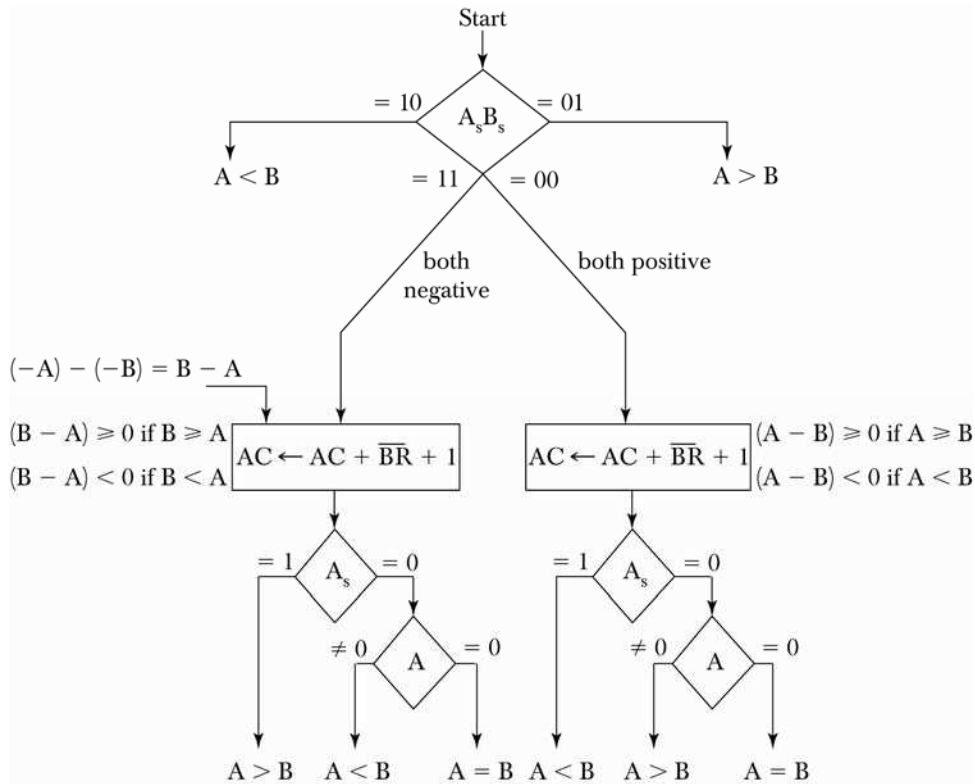 Start
= 10
= 01
AₛBₛ
A < B
A > B
= 11
= 00
both
negative
both positive
(−A) − (−B) = B − A
(B − A) ⩾ 0 if B ⩾ A
(B − A) < 0 if B < A
AC ← AC + B̅R̅ + 1
AC ← AC + B̅R̅ + 1
(A − B) ⩾ 0 if A ⩾ B
(A − B) < 0 if A < B
= 1
Aₛ
= 0
= 1
Aₛ
= 0
≠ 0
A
= 0
≠ 0
A
= 0
A > B
A < B
A = B
A < B
A > B
A = B